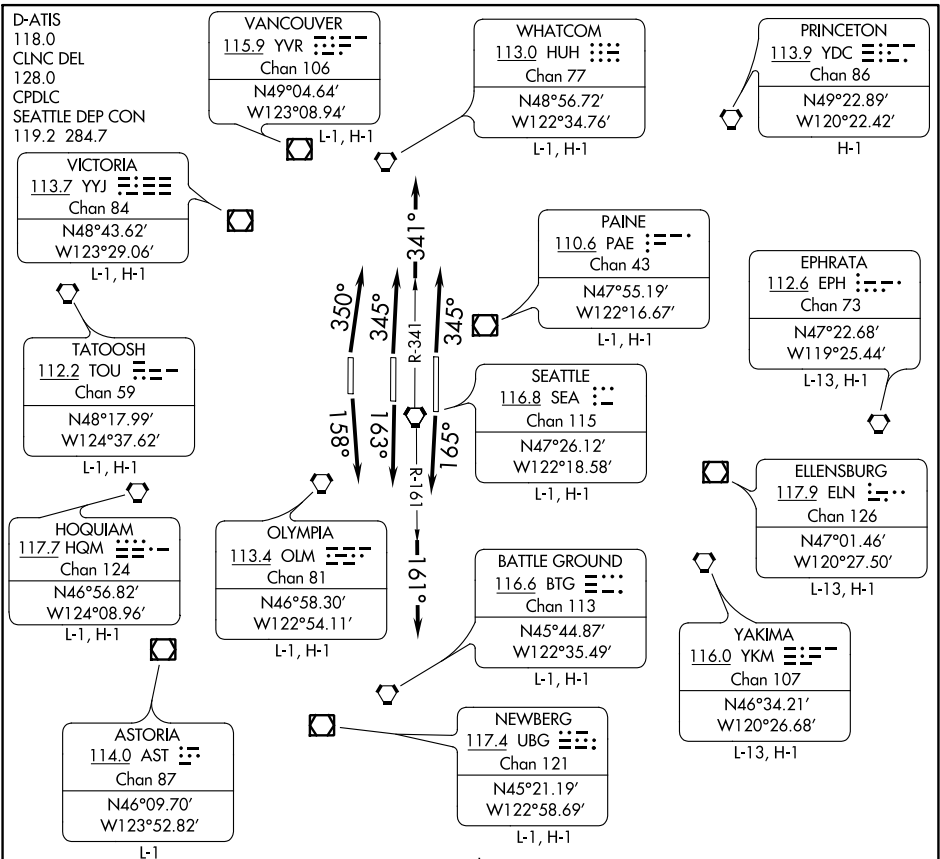 D-ATIS
118.0
CLNC DEL
128.0
CPDLC
SEATTLE DEP CON
119.2 284.7
VANCOUVER
115.9 YVR
Chan 106
N49°04.64′
W123°08.94′
L-1, H-1
WHATCOM
113.0 HUH
Chan 77
N48°56.72′
W122°34.76′
L-1, H-1
PRINCETON
113.9 YDC
Chan 86
N49°22.89′
W120°22.42′
H-1
VICTORIA
113.7 YYJ
Chan 84
N48°43.62′
W123°29.06′
L-1, H-1
PAINE
110.6 PAE
Chan 43
N47°55.19′
W122°16.67′
L-1, H-1
EPHRATA
112.6 EPH
Chan 73
N47°22.68′
W119°25.44′
L-13, H-1
TATOOSH
112.2 TOU
Chan 59
N48°17.99′
W124°37.62′
L-1, H-1
341°
350°
345°
R-341
345°
SEATTLE
116.8 SEA
Chan 115
N47°26.12′
W122°18.58′
L-1, H-1
158°
163°
165°
R-161
161°
ELLENSBURG
117.9 ELN
Chan 126
N47°01.46′
W120°27.50′
L-13, H-1
HOQUIAM
117.7 HQM
Chan 124
N46°56.82′
W124°08.96′
L-1, H-1
OLYMPIA
113.4 OLM
Chan 81
N46°58.30′
W122°54.11′
L-1, H-1
BATTLE GROUND
116.6 BTG
Chan 113
N45°44.87′
W122°35.49′
L-1, H-1
YAKIMA
116.0 YKM
Chan 107
N46°34.21′
W120°26.68′
L-13, H-1
ASTORIA
114.0 AST
Chan 87
N46°09.70′
W123°52.82′
L-1
NEWBERG
117.4 UBG
Chan 121
N45°21.19′
W122°58.69′
L-1, H-1